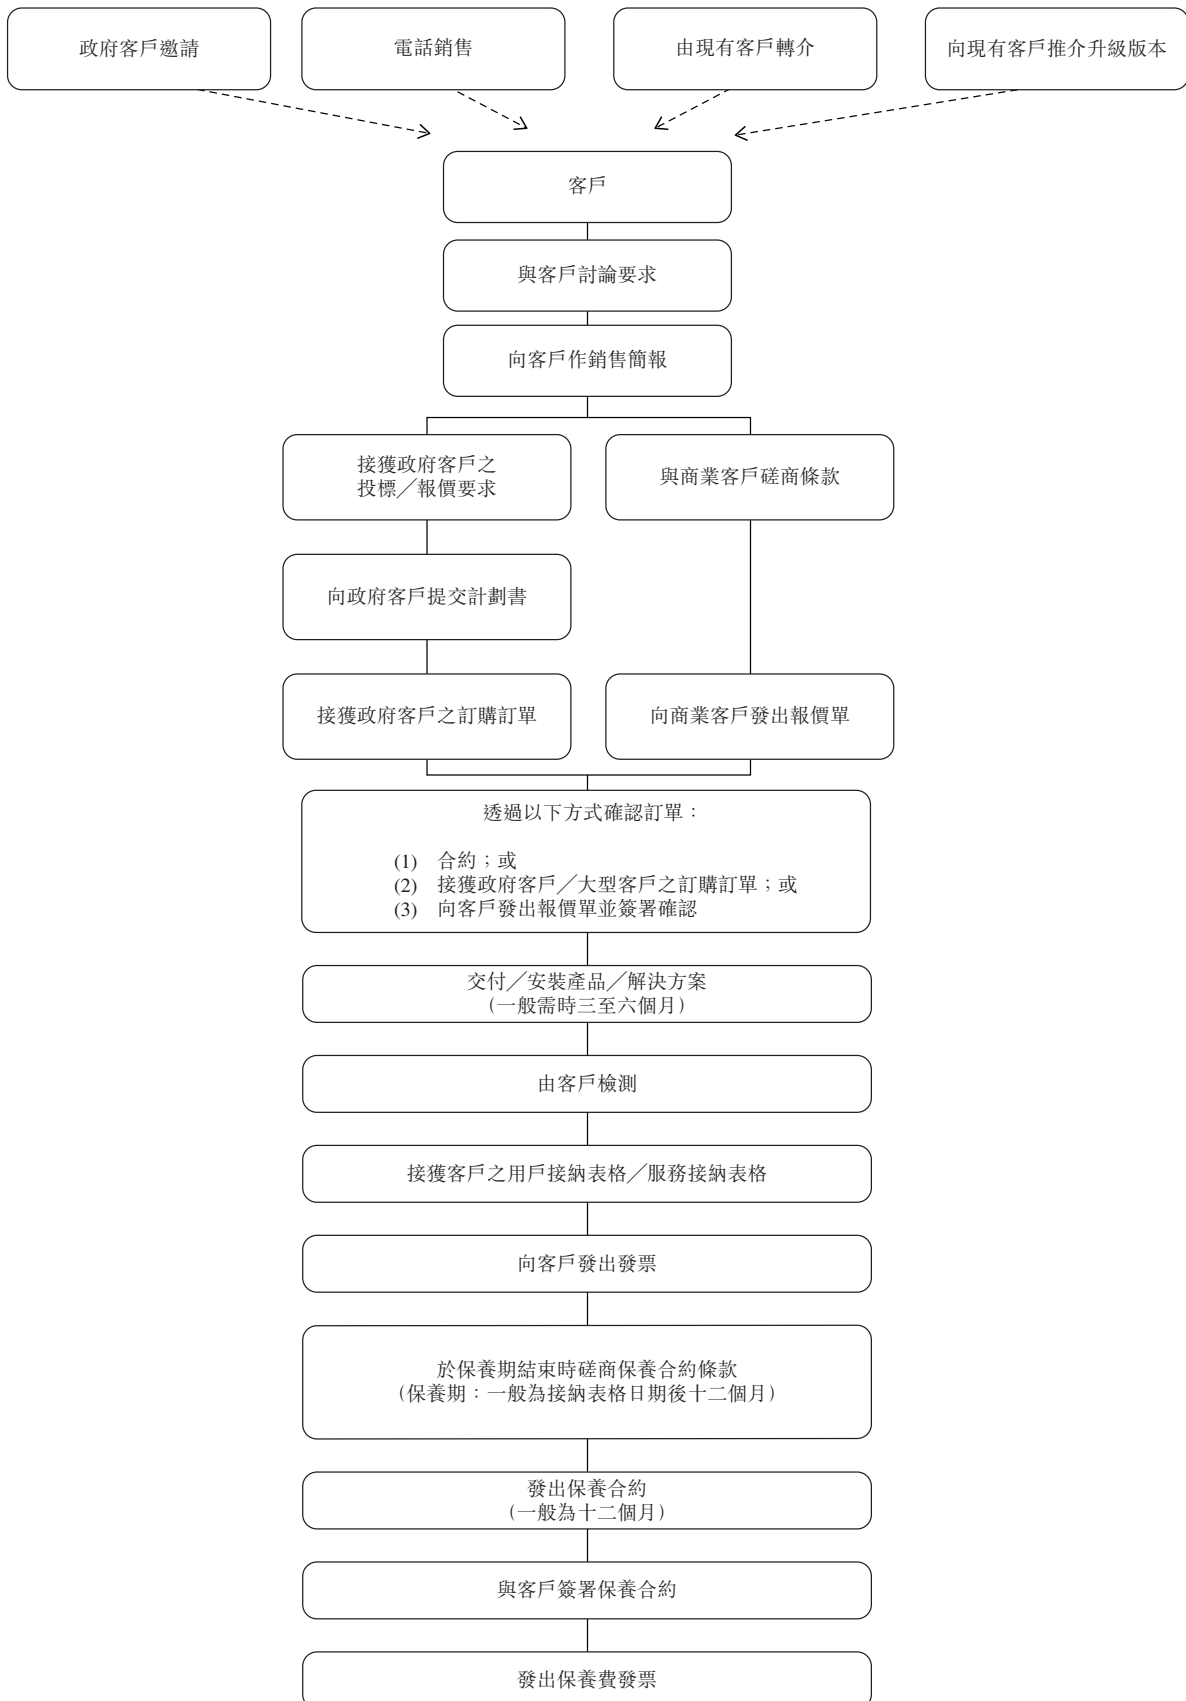 政府客戶邀請
電話銷售
由現有客戶轉介
向現有客戶推介升級版本
客戶
與客戶討論要求
向客戶作銷售簡報
接獲政府客戶之
投標／報價要求
與商業客戶磋商條款
向政府客戶提交計劃書
接獲政府客戶之訂購訂單
向商業客戶發出報價單
透過以下方式確認訂單：
(1) 合約；或
(2) 接獲政府客戶／大型客戶之訂購訂單；或
(3) 向客戶發出報價單並簽署確認
交付／安裝產品／解決方案
（一般需時三至六個月）
由客戶檢測
接獲客戶之用戶接納表格／服務接納表格
向客戶發出發票
於保養期結束時磋商保養合約條款
（保養期：一般為接納表格日期後十二個月）
發出保養合約
（一般為十二個月）
與客戶簽署保養合約
發出保養費發票